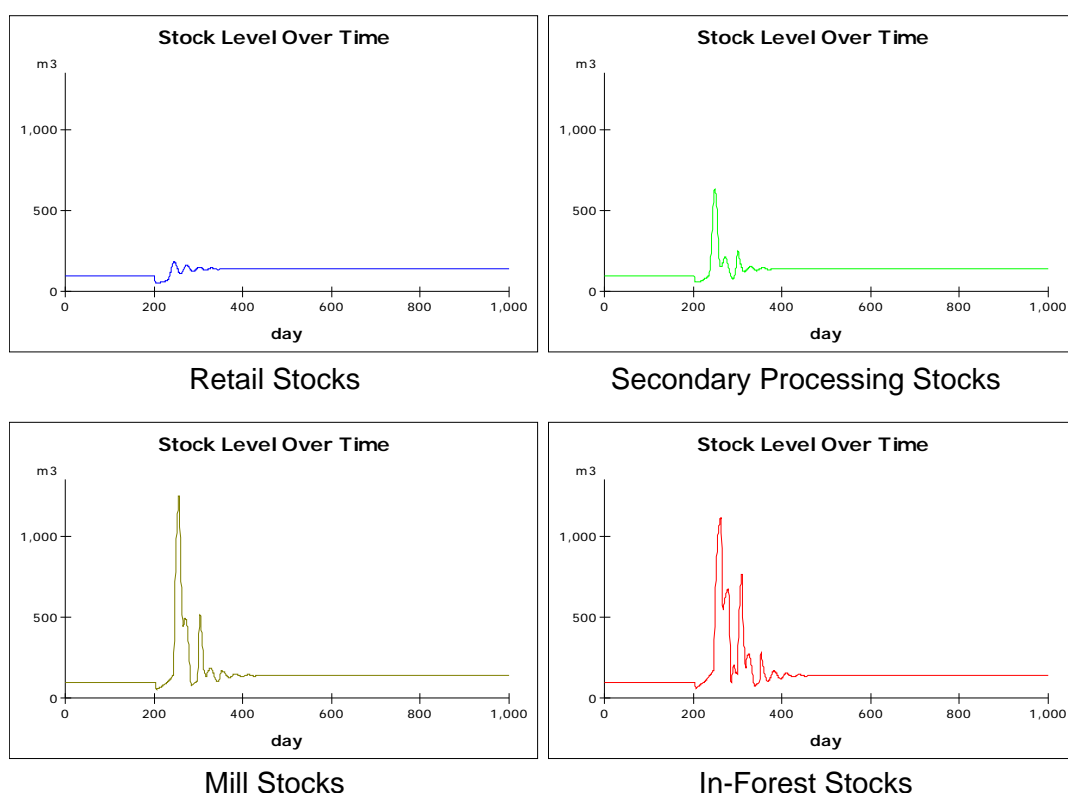 Stock Level Over Time
m3
1,000
500
0
0 200 400 600 800 1,000
day
Retail Stocks
Stock Level Over Time
m3
1,000
500
0
0 200 400 600 800 1,000
day
Secondary Processing Stocks
Stock Level Over Time
m3
1,000
500
0
0 200 400 600 800 1,000
day
Mill Stocks
Stock Level Over Time
m3
1,000
500
0
0 200 400 600 800 1,000
day
In-Forest Stocks